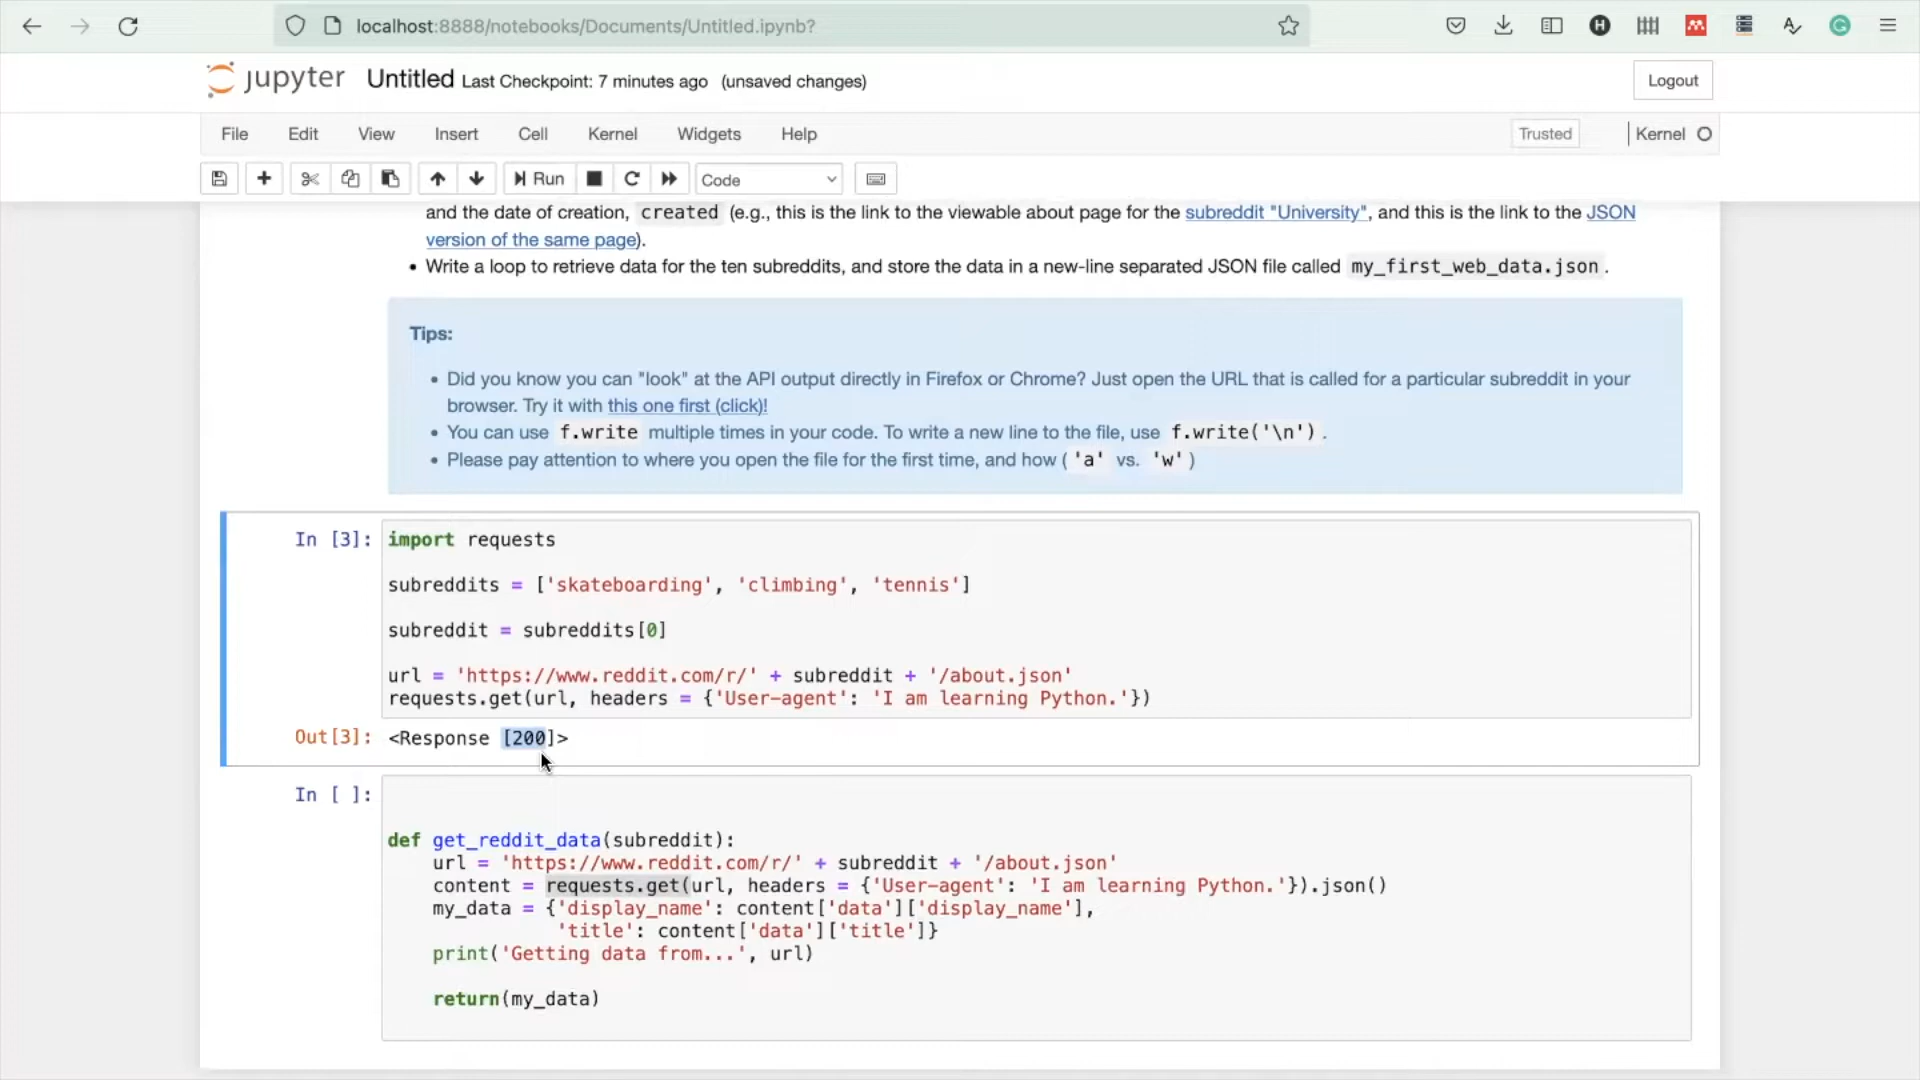 localhost:8888/notebooks/Documents/Untitled.ipynb?
jupyter Untitled Last Checkpoint: 7 minutes ago (unsaved changes)
Logout
File Edit View Insert Cell Kernel Widgets Help
Trusted Kernel
Run Code
and the date of creation, created (e.g., this is the link to the viewable about page for the subreddit "University", and this is the link to the JSON
version of the same page).
• Write a loop to retrieve data for the ten subreddits, and store the data in a new-line separated JSON file called my_first_web_data.json .
Tips:
• Did you know you can "look" at the API output directly in Firefox or Chrome? Just open the URL that is called for a particular subreddit in your
browser. Try it with this one first (click)!
• You can use f.write multiple times in your code. To write a new line to the file, use f.write('\n') .
• Please pay attention to where you open the file for the first time, and how ( 'a' vs. 'w' )
In [3]: import requests
subreddits = ['skateboarding', 'climbing', 'tennis']
subreddit = subreddits[0]
url = 'https://www.reddit.com/r/' + subreddit + '/about.json'
requests.get(url, headers = {'User-agent': 'I am learning Python.'})
Out[3]: <Response [200]>
In [ ]:
def get_reddit_data(subreddit):
    url = 'https://www.reddit.com/r/' + subreddit + '/about.json'
    content = requests.get(url, headers = {'User-agent': 'I am learning Python.'}).json()
    my_data = {'display_name': content['data']['display_name'],
               'title': content['data']['title']}
    print('Getting data from...', url)
    return(my_data)